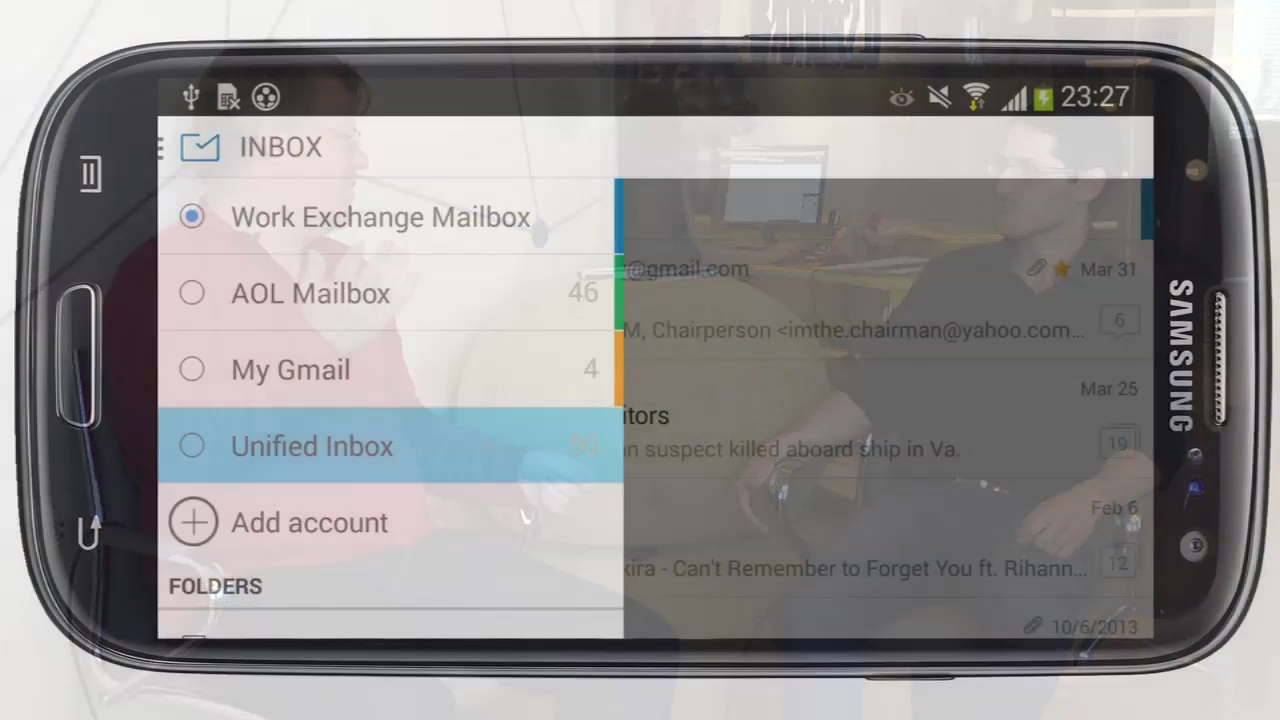 23:27
INBOX
Work Exchange Mailbox
AOL Mailbox 46
My Gmail 4
Unified Inbox 50
Add account
FOLDERS
@gmail.com Mar 31
M, Chairperson <imthe.chairman@yahoo.com... 6
Mar 25
itors
n suspect killed aboard ship in Va. 19
Feb 6
kira - Can't Remember to Forget You ft. Rihann... 12
10/6/2013
SAMSUNG